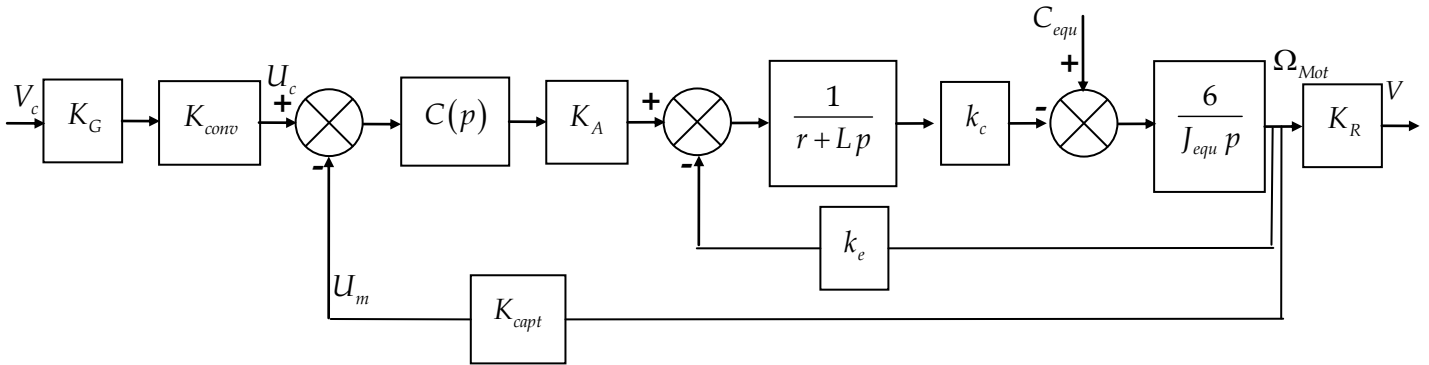 C_equ
V_c
K_G
K_conv
U_c
+
-
C(p)
K_A
+
-
1
r + L p
k_c
-
+
6
J_equ p
Ω_Mot
K_R
V
k_e
U_m
K_capt